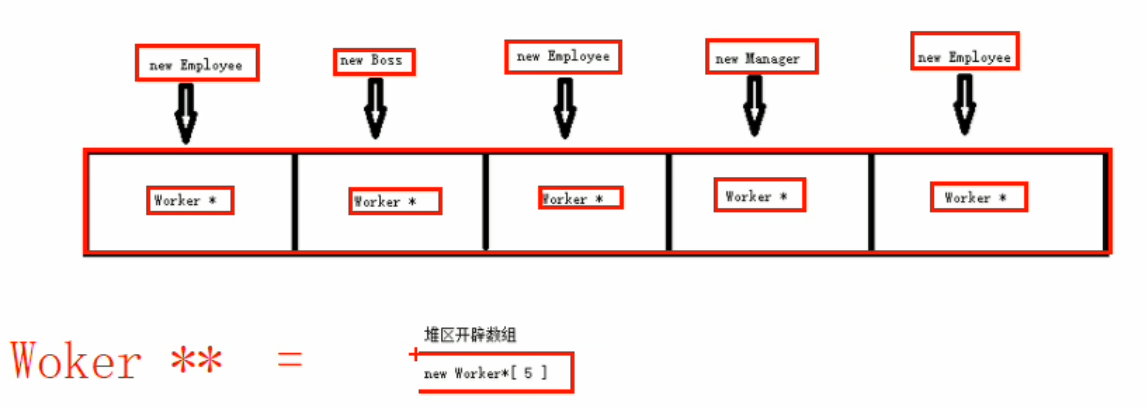 new Employee
new Boss
new Employee
new Manager
new Employee
Worker *
Worker *
Worker *
Worker *
Worker *
堆区开辟数组
Woker ** =
new Worker*[ 5 ]